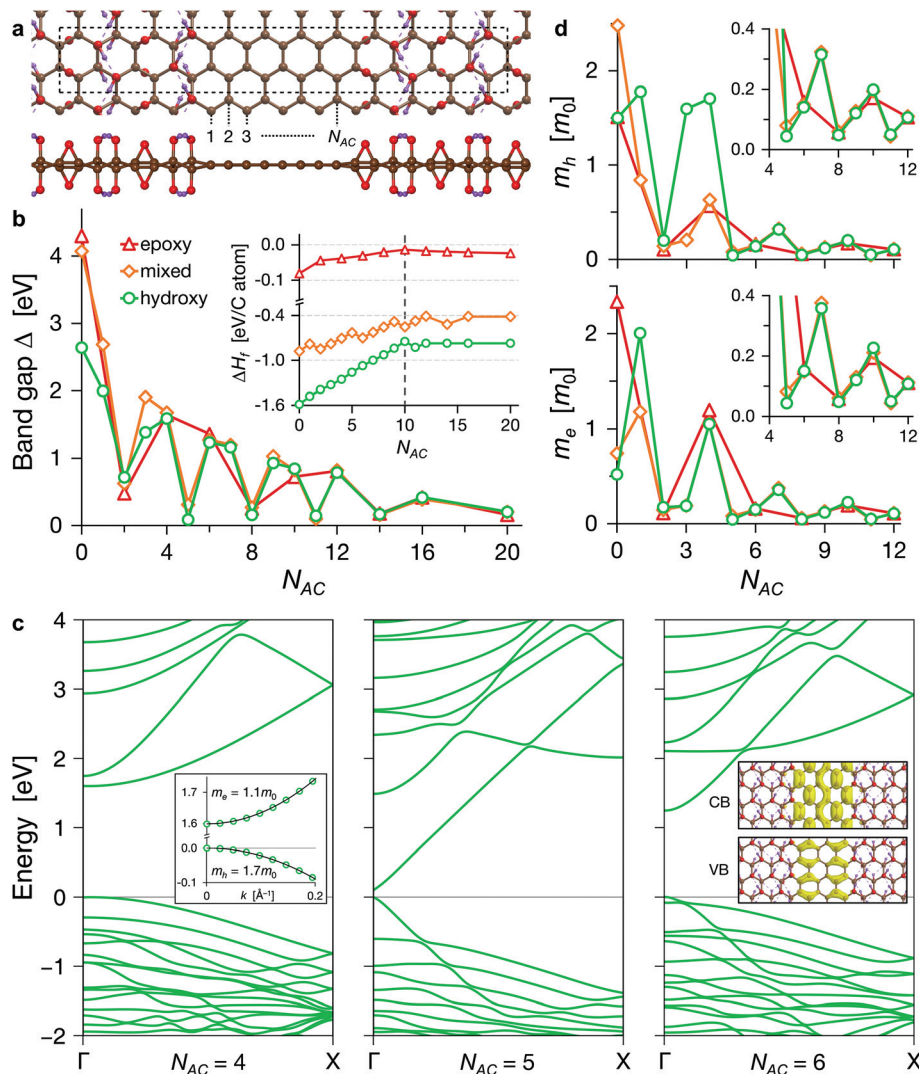 a
1 2 3 ............ N_AC
b
Band gap Δ [eV]
4
3
2
1
0
epoxy
mixed
hydroxy
ΔH_f [eV/C atom]
0.0
-0.1
-0.4
-1.0
-1.6
0 5 10 15 20
N_AC
0 4 8 12 16 20
N_AC
d
m_h [m_0]
2
1
0
0.4
0.2
0.0
4 8 12
m_e [m_0]
2
1
0
0.4
0.2
0.0
4 8 12
0 3 6 9 12
N_AC
c
Energy [eV]
4
3
2
1
0
−1
−2
1.7
1.6
0.0
-0.1
m_e = 1.1m_0
m_h = 1.7m_0
0 k [Å⁻¹] 0.2
CB
VB
Γ N_AC = 4 X
Γ N_AC = 5 X
Γ N_AC = 6 X